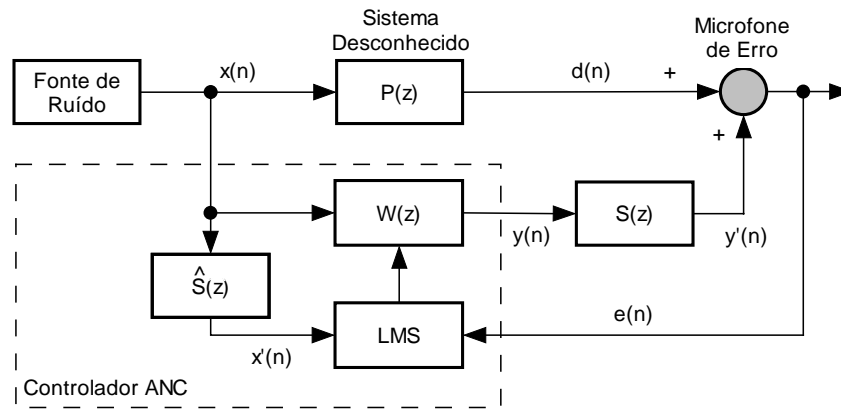 Sistema
Desconhecido
Microfone
de Erro
Fonte de
Ruído
x(n)
P(z)
d(n)
+
+
W(z)
y(n)
S(z)
y'(n)
^
S(z)
x'(n)
LMS
e(n)
Controlador ANC